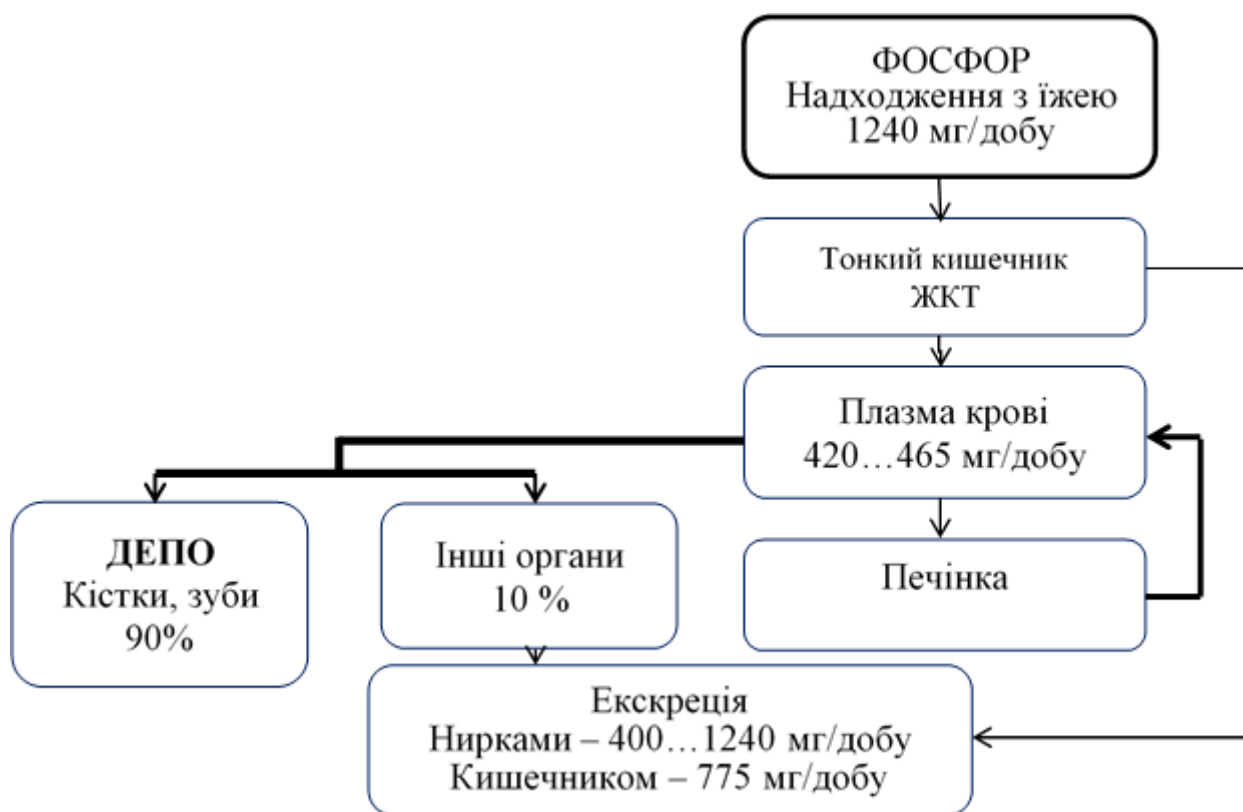 ФОСФОР
Надходження з їжею
1240 мг/добу
Тонкий кишечник
ЖКТ
Плазма крові
420…465 мг/добу
ДЕПО
Кістки, зуби
90%
Інші органи
10 %
Печінка
Екскреція
Нирками – 400…1240 мг/добу
Кишечником – 775 мг/добу